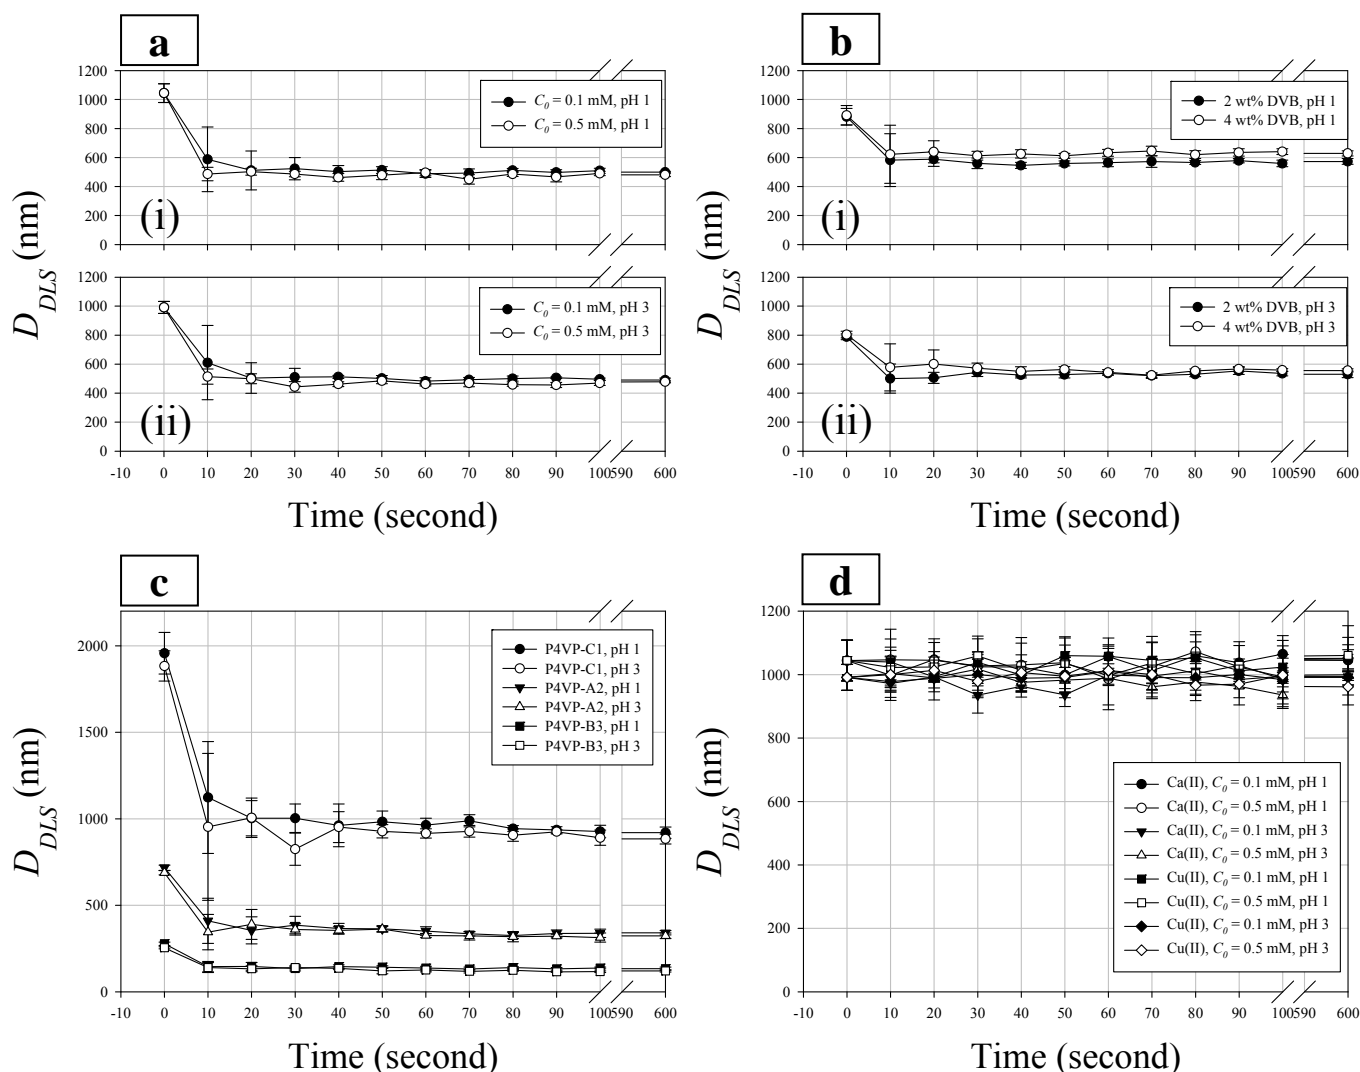 a
1200
1000
800
600
400
200
0
C0 = 0.1 mM, pH 1
C0 = 0.5 mM, pH 1
(i)
1200
1000
800
600
400
200
0
C0 = 0.1 mM, pH 3
C0 = 0.5 mM, pH 3
(ii)
-10 0 10 20 30 40 50 60 70 80 90 100 590 600
DDLS (nm)
Time (second)
b
1200
1000
800
600
400
200
0
2 wt% DVB, pH 1
4 wt% DVB, pH 1
(i)
1200
1000
800
600
400
200
0
2 wt% DVB, pH 3
4 wt% DVB, pH 3
(ii)
-10 0 10 20 30 40 50 60 70 80 90 100 590 600
DDLS (nm)
Time (second)
c
2000
1500
1000
500
0
P4VP-C1, pH 1
P4VP-C1, pH 3
P4VP-A2, pH 1
P4VP-A2, pH 3
P4VP-B3, pH 1
P4VP-B3, pH 3
-10 0 10 20 30 40 50 60 70 80 90 100 590 600
DDLS (nm)
Time (second)
d
1200
1000
800
600
400
200
0
Ca(II), C0 = 0.1 mM, pH 1
Ca(II), C0 = 0.5 mM, pH 1
Ca(II), C0 = 0.1 mM, pH 3
Ca(II), C0 = 0.5 mM, pH 3
Cu(II), C0 = 0.1 mM, pH 1
Cu(II), C0 = 0.5 mM, pH 1
Cu(II), C0 = 0.1 mM, pH 3
Cu(II), C0 = 0.5 mM, pH 3
-10 0 10 20 30 40 50 60 70 80 90 100 590 600
DDLS (nm)
Time (second)